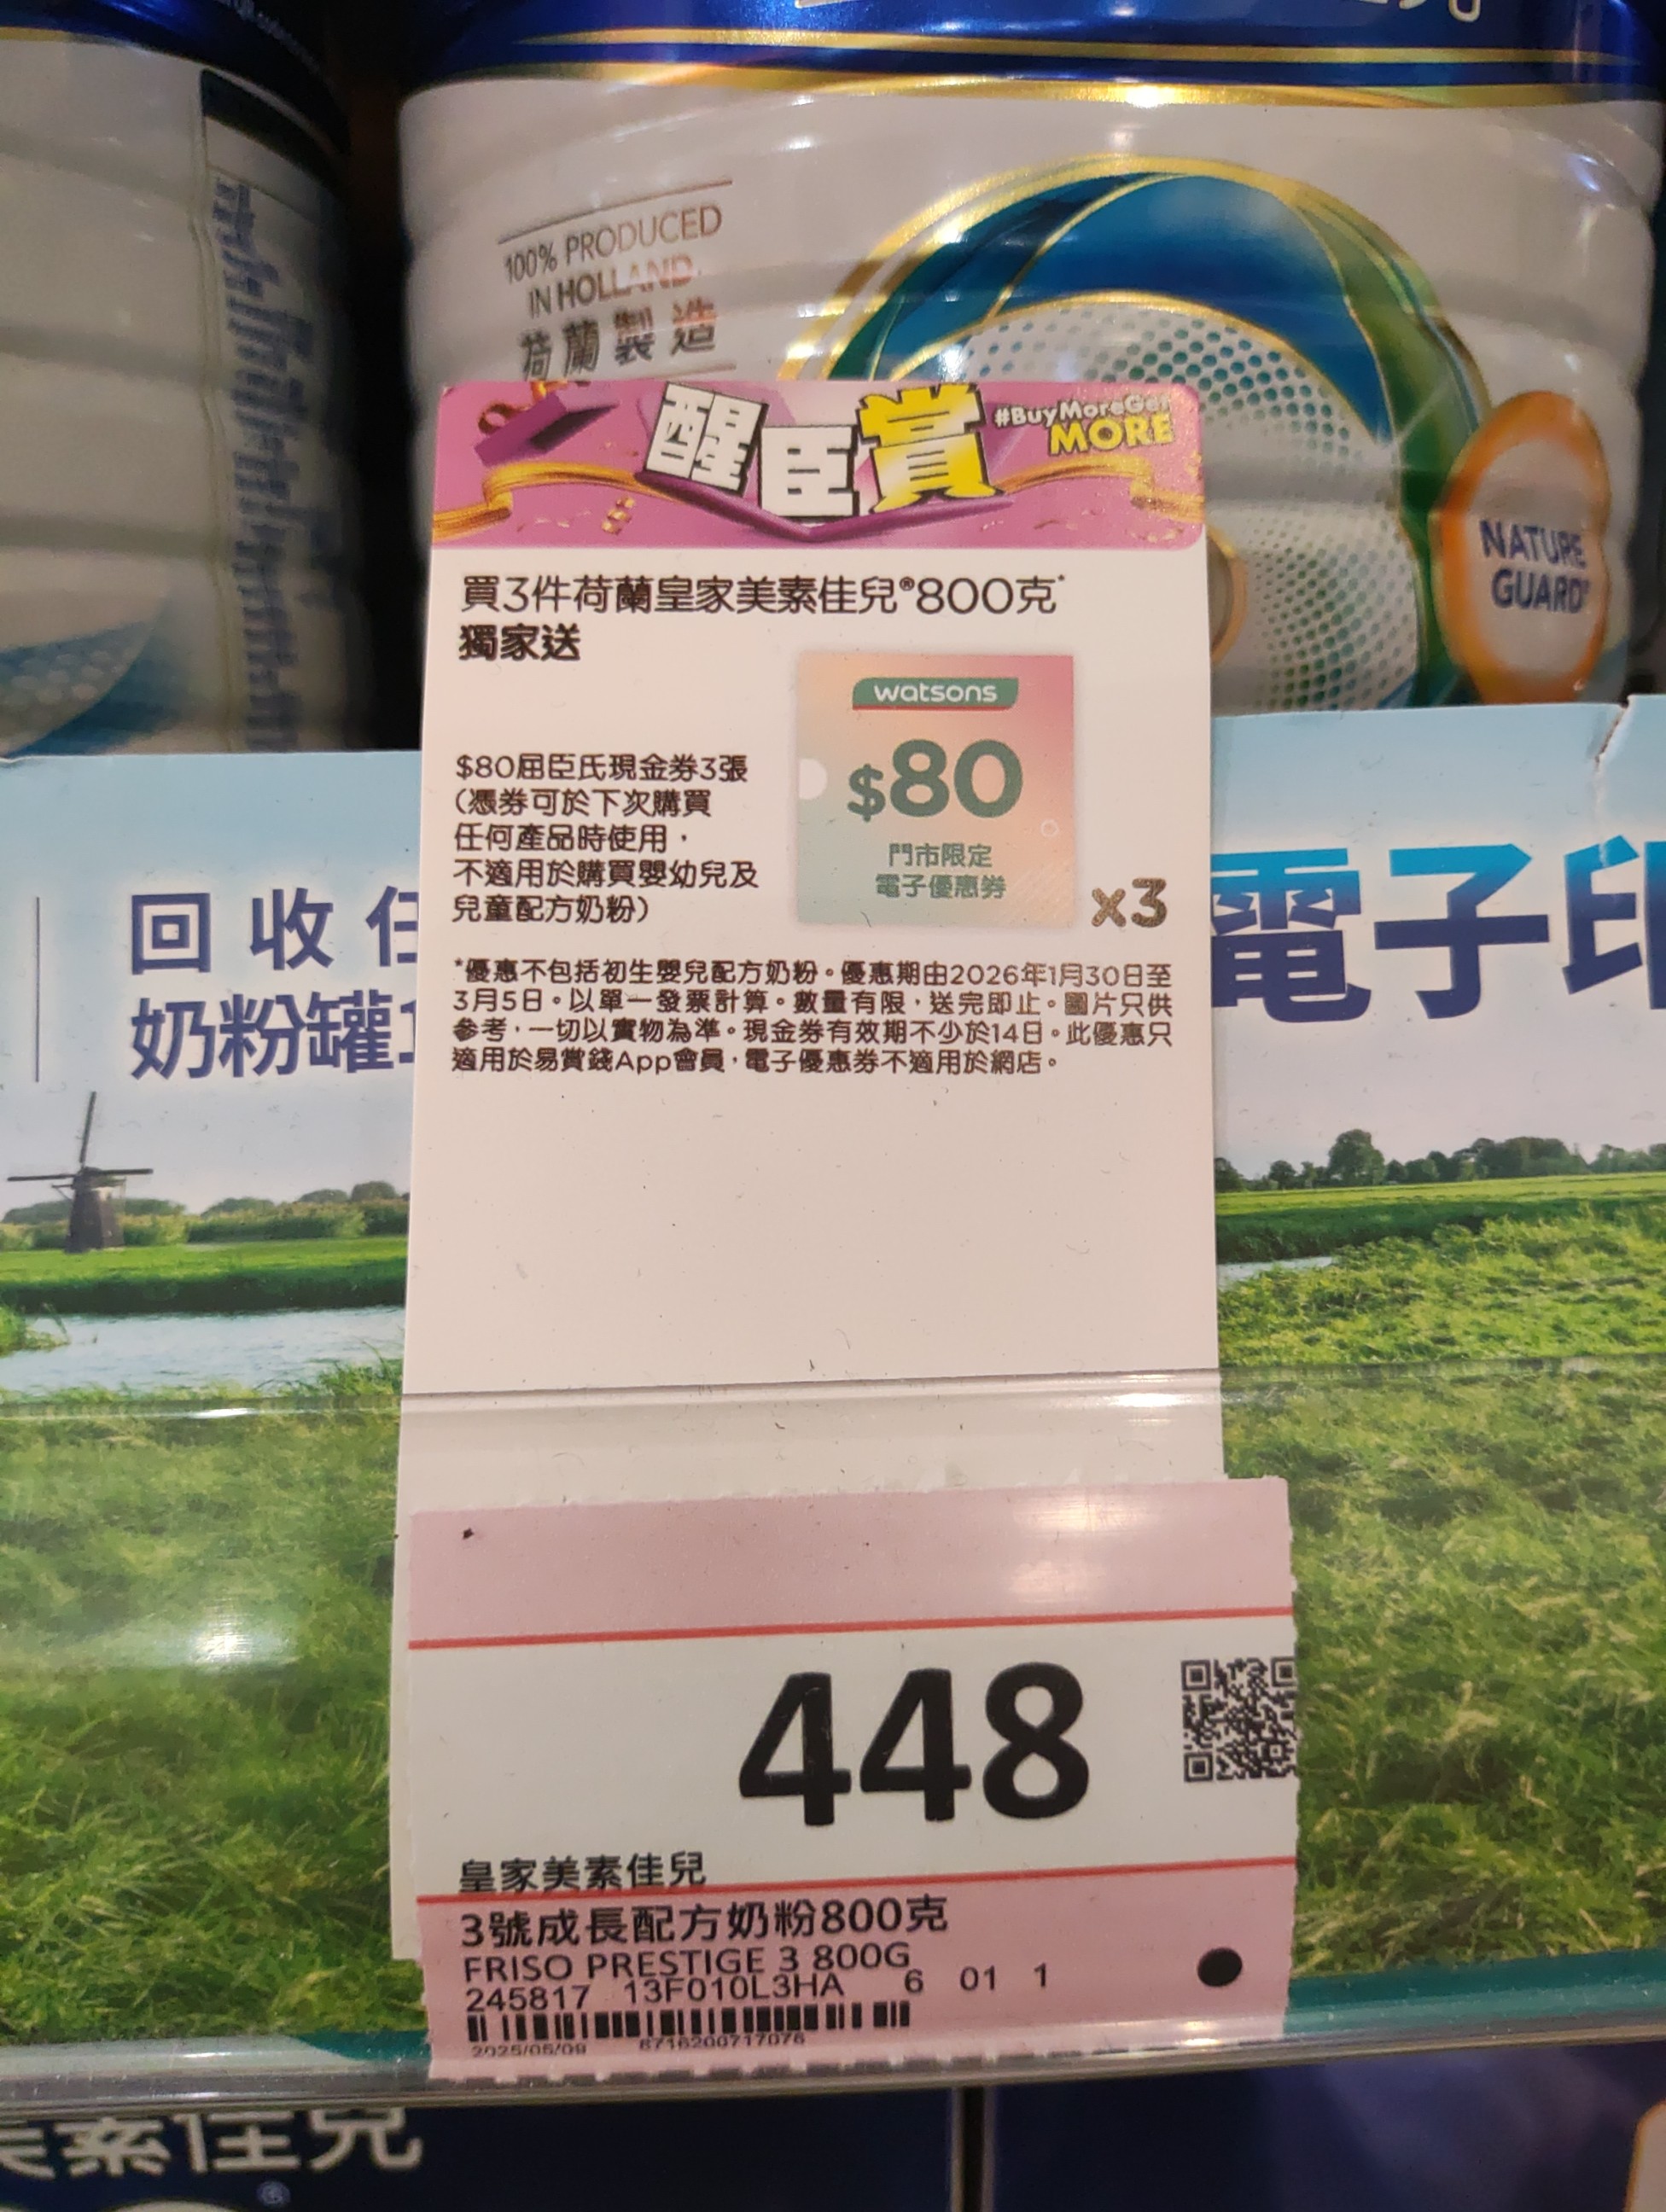 100% PRODUCED
IN HOLLAND
荷蘭製造
NATURE
GUARD®
醒臣賞
#BuyMoreGet
MORE
買3件荷蘭皇家美素佳兒®800克*
獨家送
$80屈臣氏現金券3張
(憑券可於下次購買
任何產品時使用，
不適用於購買嬰幼兒及
兒童配方奶粉)
watsons
$80
門市限定
電子優惠券
x3
*優惠不包括初生嬰兒配方奶粉。優惠期由2026年1月30日至
3月5日。以單一發票計算。數量有限，送完即止。圖片只供
參考，一切以實物為準。現金券有效期不少於14日。此優惠只
適用於易賞錢App會員，電子優惠券不適用於網店。
回收
奶粉罐
電子印
448
皇家美素佳兒
3號成長配方奶粉800克
FRISO PRESTIGE 3 800G
245817 13F010L3HA 6 01 1
2025/05/09 8716200717076
美素佳兒